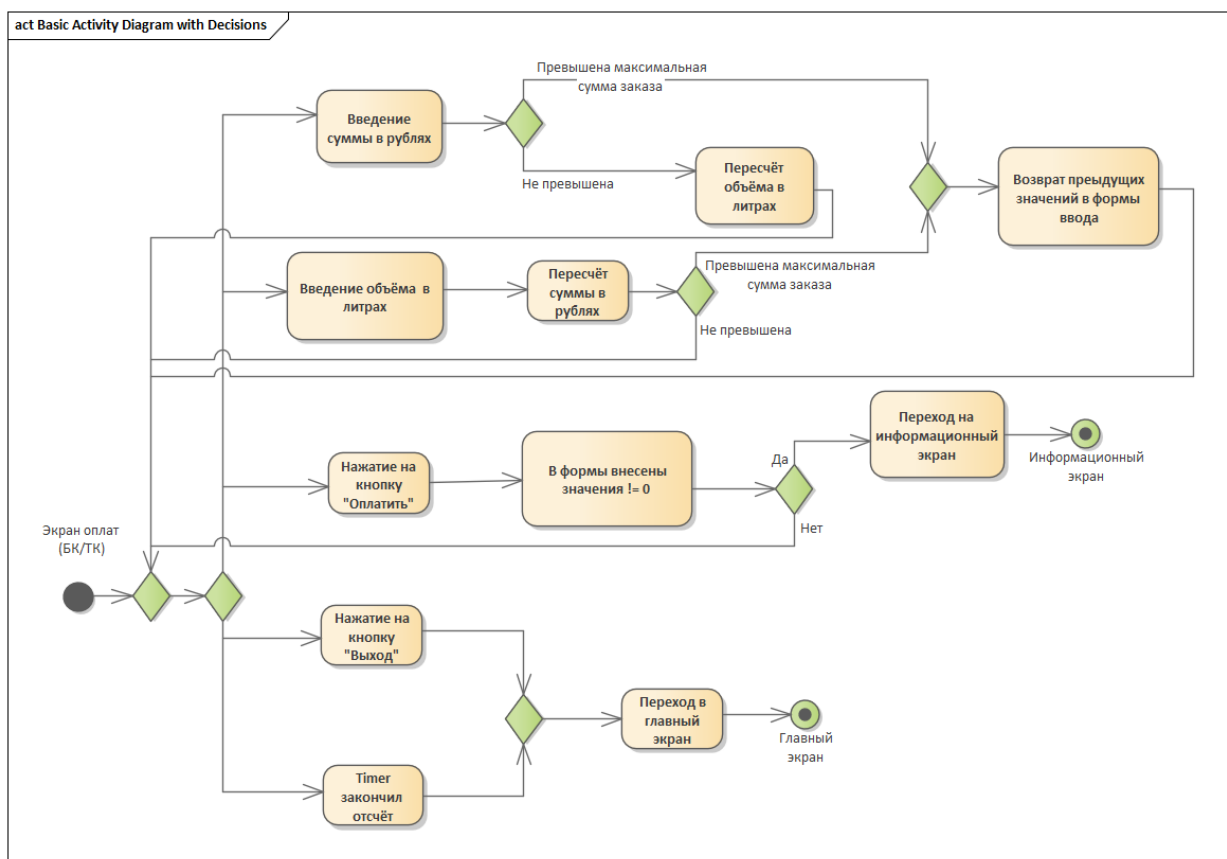 act Basic Activity Diagram with Decisions
Превышена максимальная
сумма заказа
Введение
суммы в рублях
Не превышена
Пересчёт
объёма в
литрах
Возврат преыдущих
значений в формы
ввода
Введение объёма в
литрах
Пересчёт
суммы в
рублях
Превышена максимальная
сумма заказа
Не превышена
Нажатие на
кнопку
"Оплатить"
В формы внесены
значения != 0
Да
Нет
Переход на
информационный
экран
Информационный
экран
Экран оплат
(БК/ТК)
Нажатие на
кнопку
"Выход"
Переход в
главный
экран
Главный
экран
Timer
закончил
отсчёт